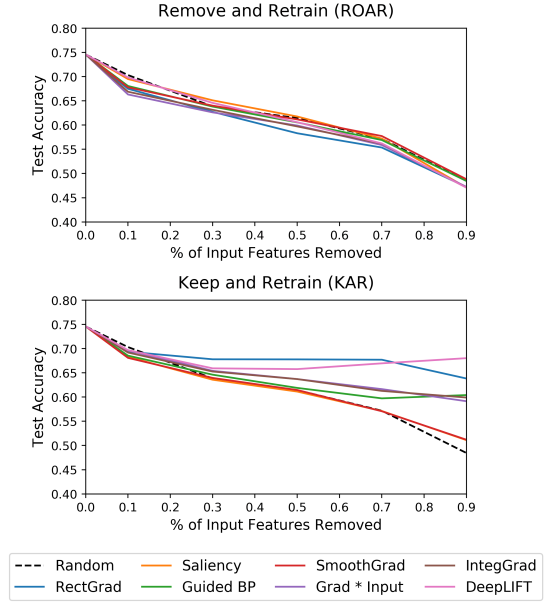 Remove and Retrain (ROAR)
0.80
0.75
0.70
0.65
0.60
0.55
0.50
0.45
0.40
Test Accuracy
0.0 0.1 0.2 0.3 0.4 0.5 0.6 0.7 0.8 0.9
% of Input Features Removed
Keep and Retrain (KAR)
0.80
0.75
0.70
0.65
0.60
0.55
0.50
0.45
0.40
Test Accuracy
0.0 0.1 0.2 0.3 0.4 0.5 0.6 0.7 0.8 0.9
% of Input Features Removed
Random Saliency SmoothGrad IntegGrad
RectGrad Guided BP Grad * Input DeepLIFT